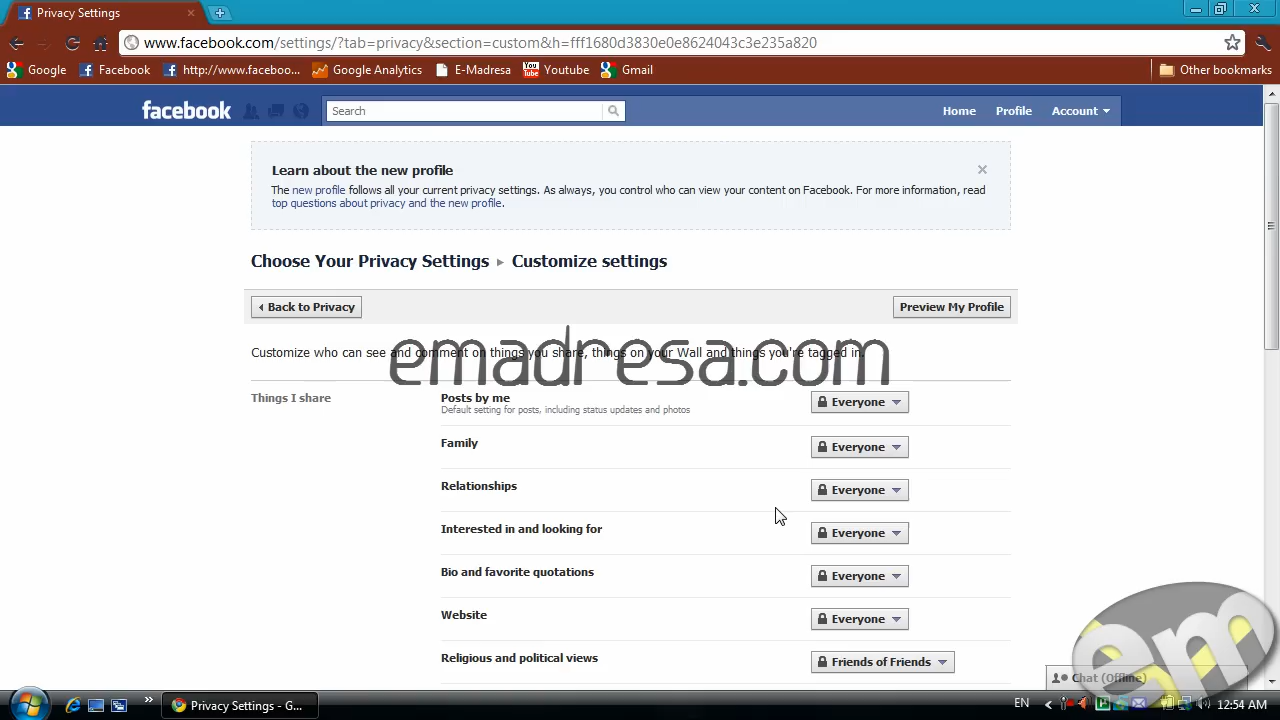 Privacy Settings
www.facebook.com/settings/?tab=privacy&section=custom&h=fff1680d3830e0e8624043c3e235a820
Google Facebook http://www.faceboo... Google Analytics E-Madresa You Tube Youtube Gmail Other bookmarks
facebook Search Home Profile Account
Learn about the new profile
The new profile follows all your current privacy settings. As always, you control who can view your content on Facebook. For more information, read
top questions about privacy and the new profile.
Choose Your Privacy Settings ▸ Customize settings
Back to Privacy Preview My Profile
Customize who can see and comment on things you share, things on your Wall and things you're tagged in.
emadresa.com
Things I share Posts by me Everyone
Default setting for posts, including status updates and photos
Family Everyone
Relationships Everyone
Interested in and looking for Everyone
Bio and favorite quotations Everyone
Website Everyone
Religious and political views Friends of Friends
em
Chat (Offline)
Privacy Settings - G... EN 12:54 AM